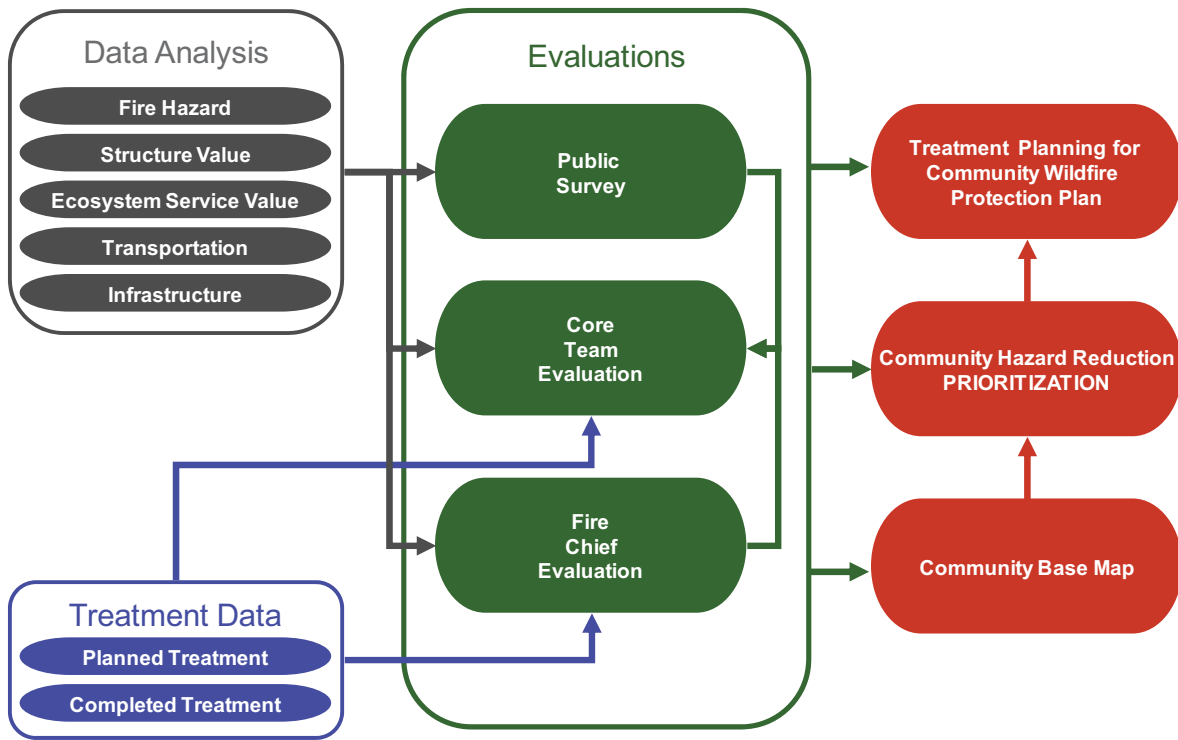 Data Analysis
Fire Hazard
Structure Value
Ecosystem Service Value
Transportation
Infrastructure
Treatment Data
Planned Treatment
Completed Treatment
Evaluations
Public
Survey
Core
Team
Evaluation
Fire
Chief
Evaluation
Treatment Planning for
Community Wildfire
Protection Plan
Community Hazard Reduction
PRIORITIZATION
Community Base Map